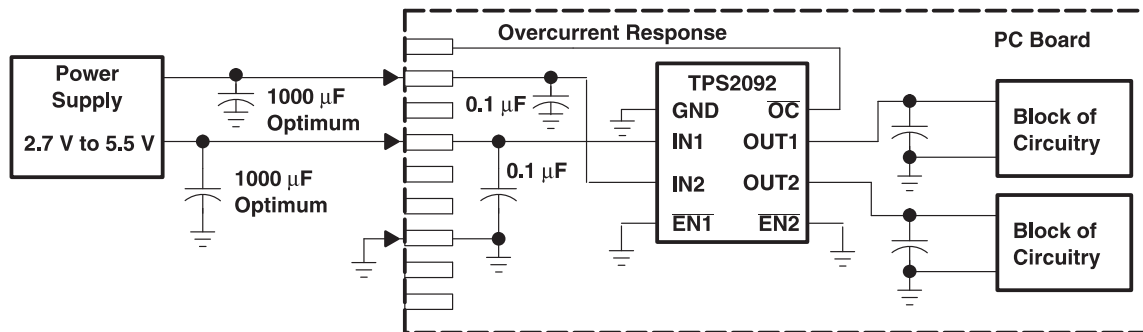 Overcurrent Response
PC Board
Power
Supply
2.7 V to 5.5 V
1000 μF
Optimum
1000 μF
Optimum
0.1 μF
0.1 μF
TPS2092
GND
OC
IN1
OUT1
IN2
OUT2
EN1
EN2
Block of
Circuitry
Block of
Circuitry